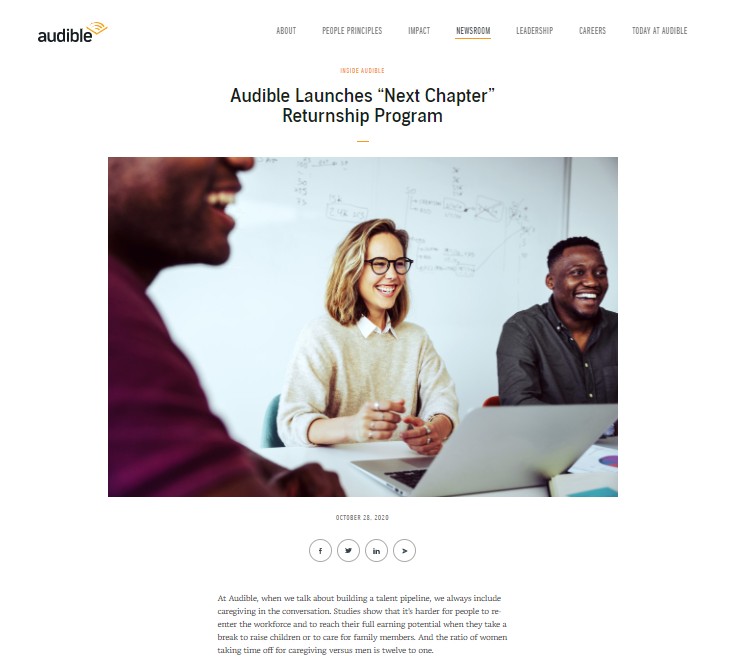 audible
ABOUT
PEOPLE PRINCIPLES
IMPACT
NEWSROOM
LEADERSHIP
CAREERS
TODAY AT AUDIBLE
INSIDE AUDIBLE
Audible Launches “Next Chapter”
Returnship Program
OCTOBER 28, 2020
At Audible, when we talk about building a talent pipeline, we always include
caregiving in the conversation. Studies show that it's harder for people to re-
enter the workforce and to reach their full earning potential when they take a
break to raise children or to care for family members. And the ratio of women
taking time off for caregiving versus men is twelve to one.